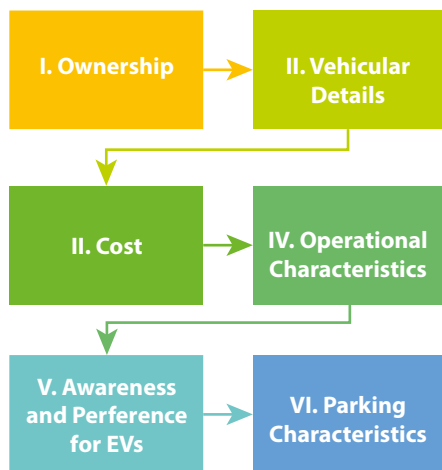 I. Ownership
II. Vehicular
Details
II. Cost
IV. Operational
Characteristics
V. Awareness
and Perference
for EVs
VI. Parking
Characteristics